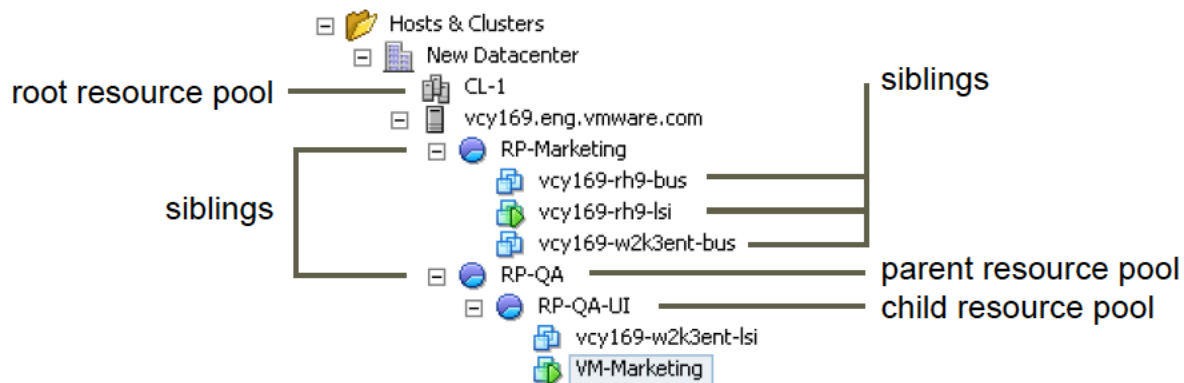 Hosts & Clusters
New Datacenter
root resource pool
CL-1
siblings
vcy169.eng.vmware.com
RP-Marketing
vcy169-rh9-bus
siblings
vcy169-rh9-lsi
vcy169-w2k3ent-bus
RP-QA
parent resource pool
RP-QA-UI
child resource pool
vcy169-w2k3ent-lsi
VM-Marketing